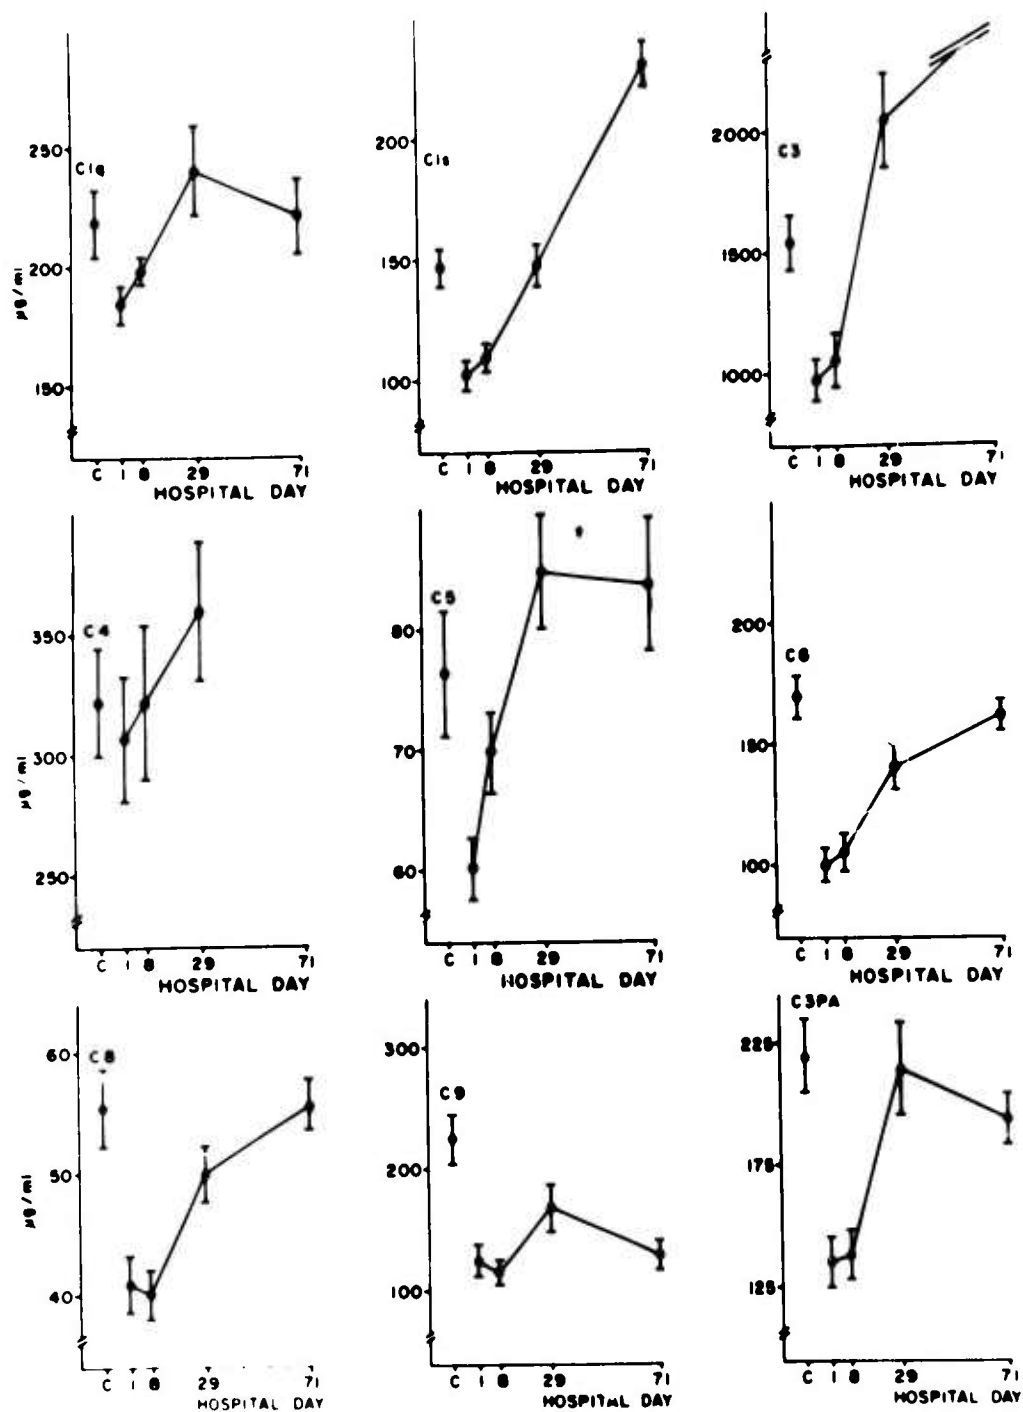 250
200
150
μg/ml
C1q
C 1 8 29 71
HOSPITAL DAY
200
150
100
C1s
C 1 8 29 71
HOSPITAL DAY
2000
1500
1000
C3
C 1 8 29 71
HOSPITAL DAY
350
300
250
μg/ml
C4
C 1 8 29 71
HOSPITAL DAY
80
70
60
C5
C 1 8 29 71
HOSPITAL DAY
200
150
100
C6
C 1 8 29 71
HOSPITAL DAY
60
50
40
μg/ml
C8
C 1 8 29 71
HOSPITAL DAY
300
200
100
C9
C 1 8 29 71
HOSPITAL DAY
225
175
125
C3PA
C 1 8 29 71
HOSPITAL DAY